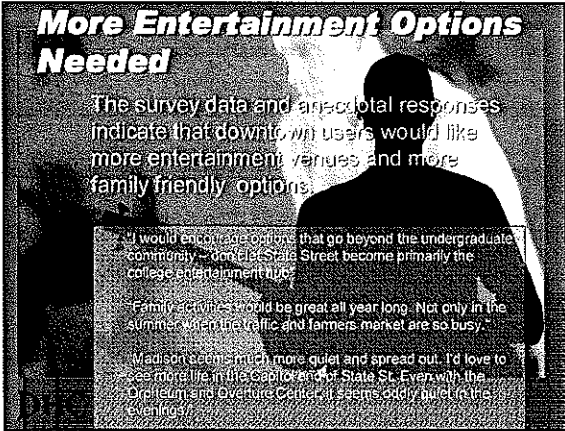 More Entertainment Options
Needed
The survey data and anecdotal responses
indicate that downtown users would like
more entertainment venues and more
family friendly options.
"I would encourage options that go beyond the undergraduate
community – don't let State Street become primarily the
college entertainment hub"
"Family activities would be great all year long. Not only in the
summer when the traffic and farmers market are so busy."
"Madison seems much more quiet and spread out. I'd love to
see more life in the Capitol end of State St. Even with the
Orpheum and Overture Center, it seems oddly quiet in the
evenings."